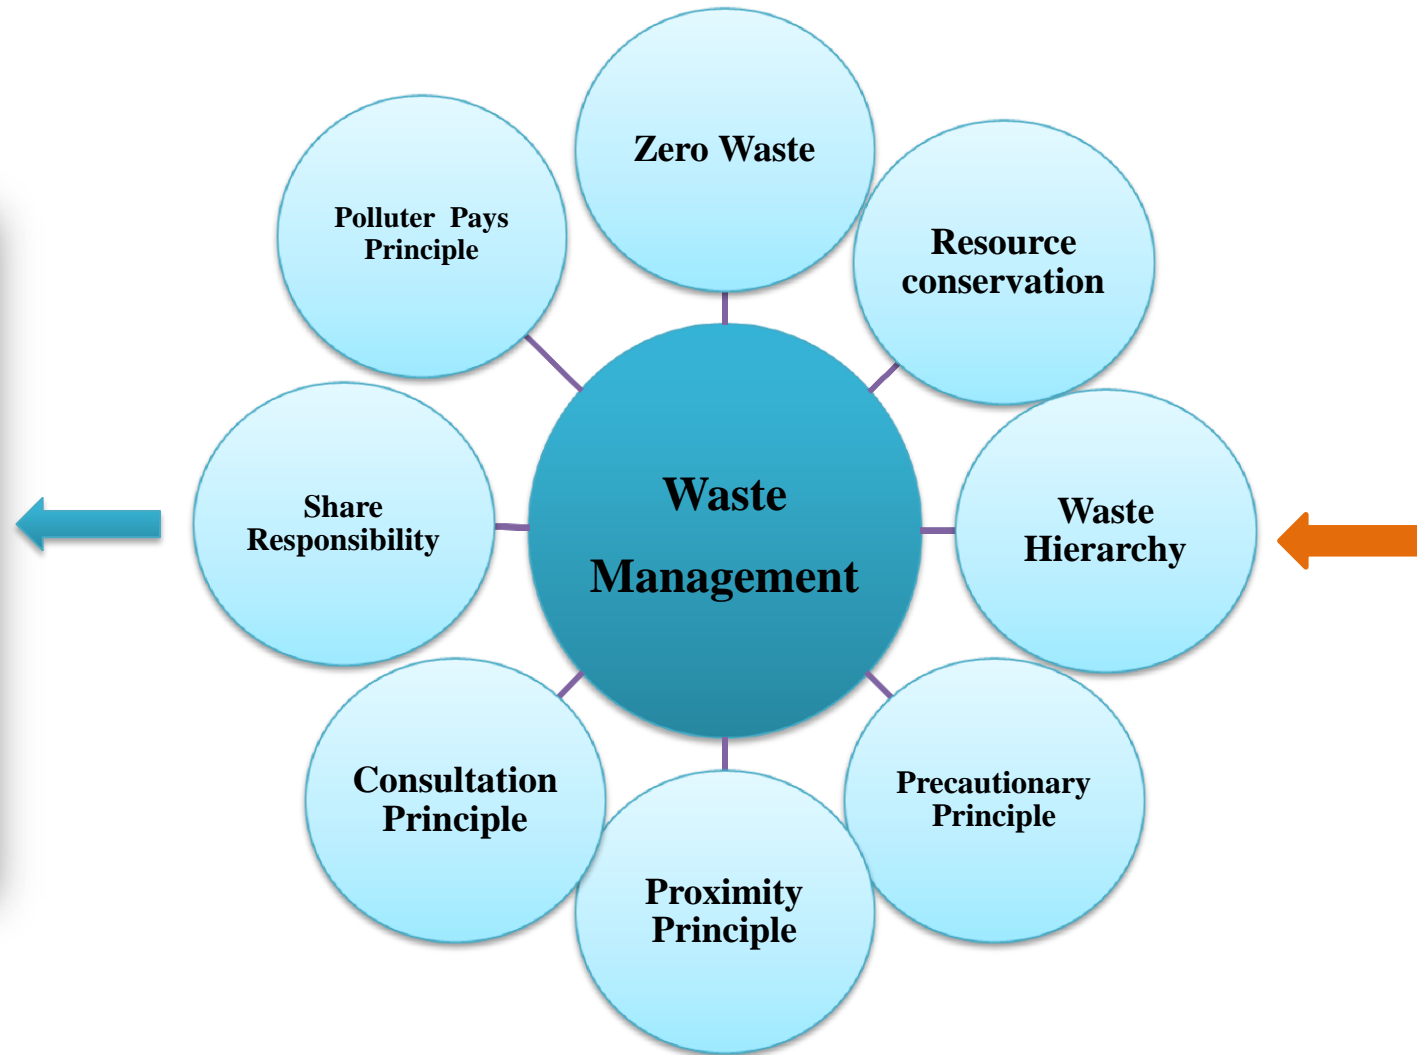 Zero Waste
Polluter  Pays
Principle
Resource
conservation
Share
Responsibility
Waste
Management
Waste
Hierarchy
Consultation
Principle
Precautionary
Principle
Proximity
Principle